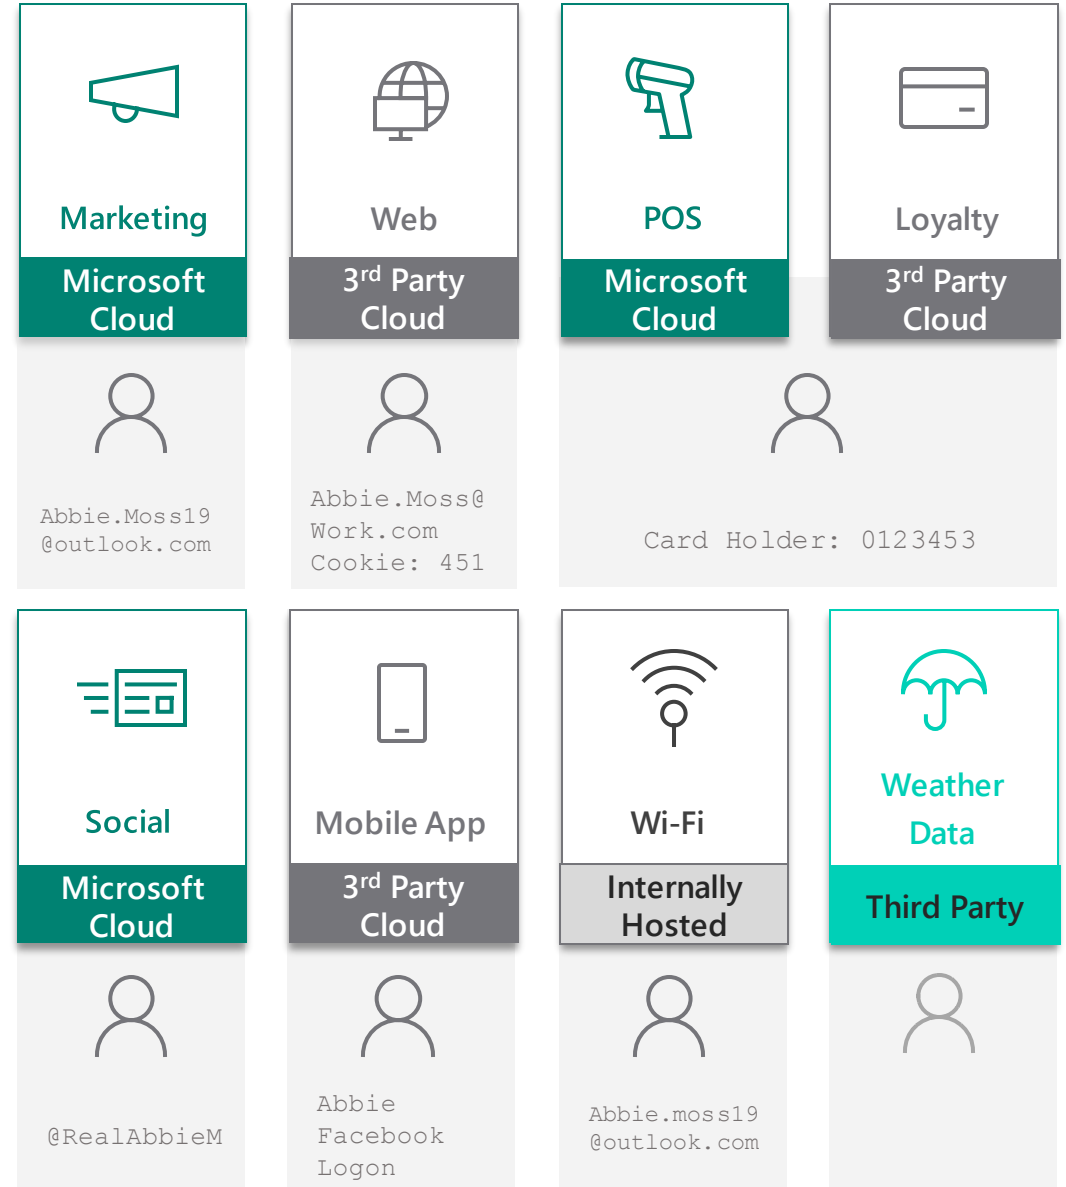 Marketing
Microsoft
Cloud
Abbie.Moss19
@outlook.com
Web
3rd Party
Cloud
Abbie.Moss@
Work.com
Cookie: 451
POS
Microsoft
Cloud
Loyalty
3rd Party
Cloud
Card Holder: 0123453
Social
Microsoft
Cloud
@RealAbbieM
Mobile App
3rd Party
Cloud
Abbie
Facebook
Logon
Wi-Fi
Internally
Hosted
Abbie.moss19
@outlook.com
Weather
Data
Third Party